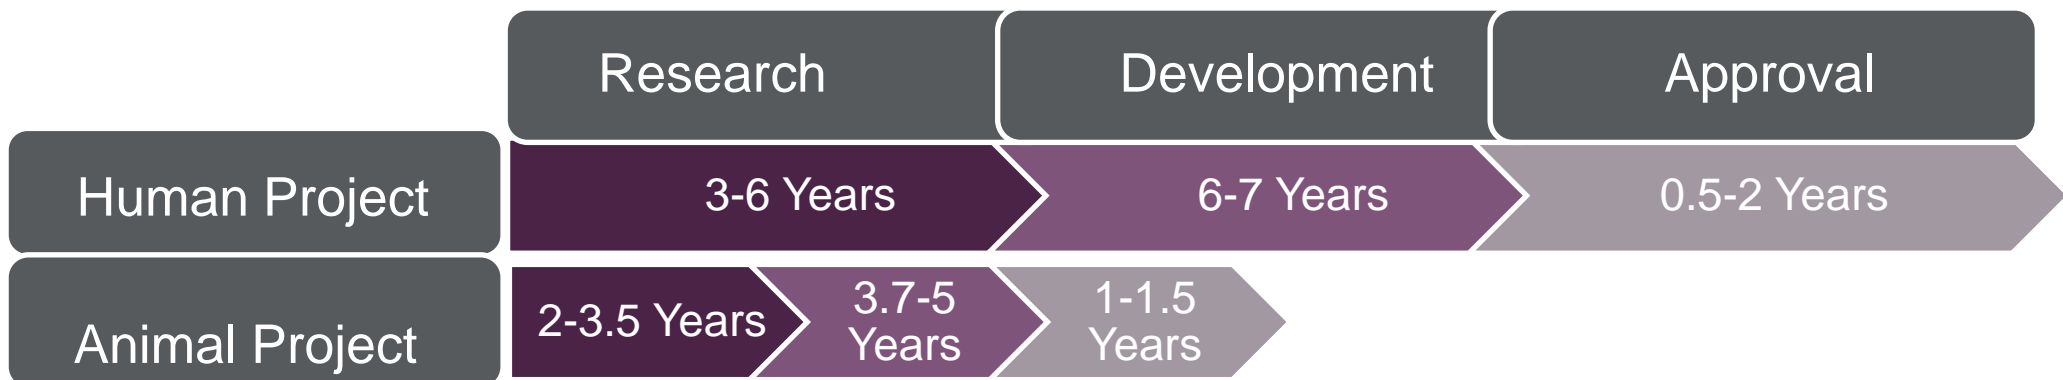 Research
Development
Approval
Human Project
3-6 Years
6-7 Years
0.5-2 Years
Animal Project
2-3.5 Years
3.7-5
Years
1-1.5
Years